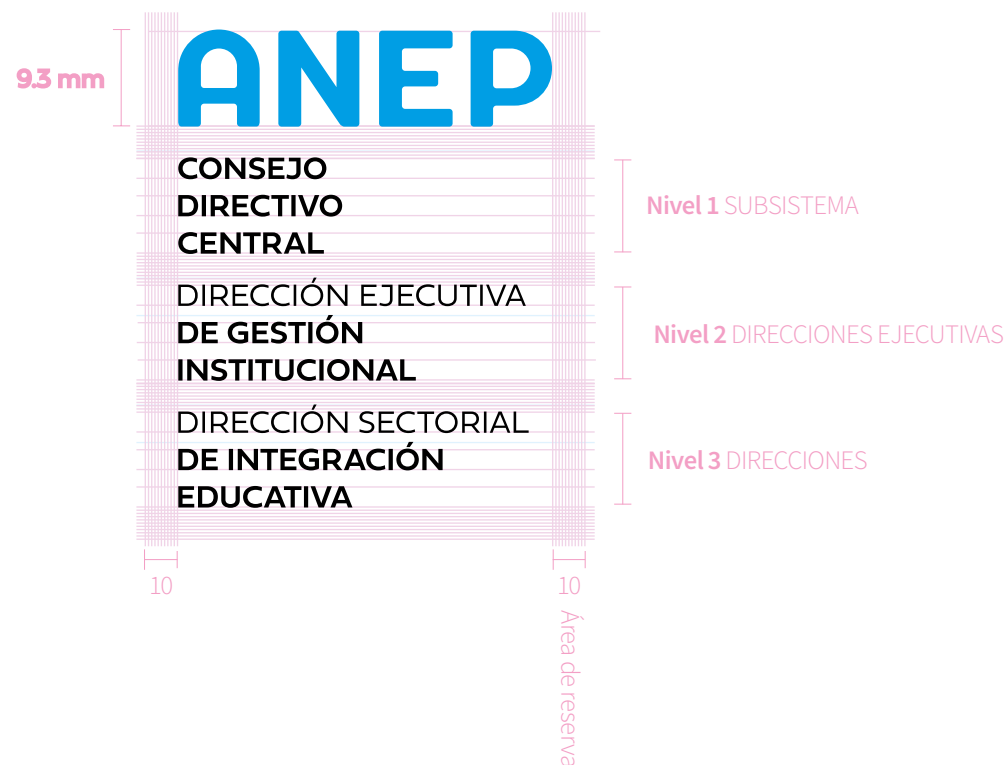 ANEP
9.3 mm
CONSEJO
DIRECTIVO
CENTRAL
Nivel 1 SUBSISTEMA
DIRECCIÓN EJECUTIVA
DE GESTIÓN
INSTITUCIONAL
Nivel 2 DIRECCIONES EJECUTIVAS
DIRECCIÓN SECTORIAL
DE INTEGRACIÓN
EDUCATIVA
Nivel 3 DIRECCIONES
10
10
Área de reserva